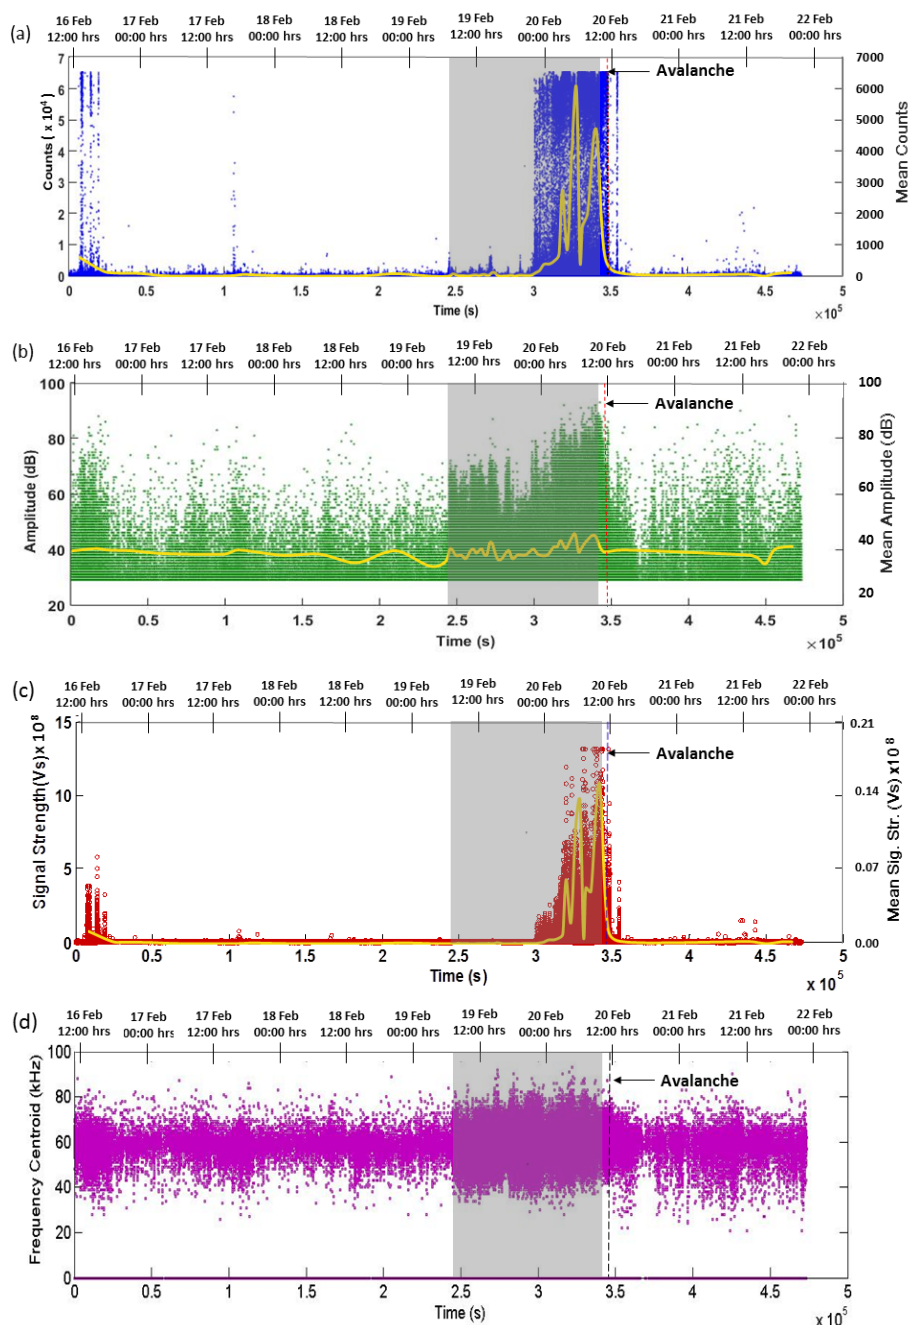 16 Feb 17 Feb 17 Feb 18 Feb 18 Feb 19 Feb 19 Feb 20 Feb 20 Feb 21 Feb 21 Feb 22 Feb
(a) 12:00 hrs 00:00 hrs 12:00 hrs 00:00 hrs 12:00 hrs 00:00 hrs 12:00 hrs 00:00 hrs 12:00 hrs 00:00 hrs 12:00 hrs 00:00 hrs
7 7000
Avalanche
6 6000
5 5000
4 4000
3 3000
2 2000
1 1000
0 0
Counts ( x 10⁴)
Mean Counts
0 0.5 1 1.5 2 2.5 3 3.5 4 4.5 5
Time (s) ×10⁵
(b) 16 Feb 17 Feb 17 Feb 18 Feb 18 Feb 19 Feb 19 Feb 20 Feb 20 Feb 21 Feb 21 Feb 22 Feb
12:00 hrs 00:00 hrs 12:00 hrs 00:00 hrs 12:00 hrs 00:00 hrs 12:00 hrs 00:00 hrs 12:00 hrs 00:00 hrs 12:00 hrs 00:00 hrs
100 100
Avalanche
80 80
60 60
40 40
20 20
Amplitude (dB)
Mean Amplitude (dB)
0 0.5 1 1.5 2 2.5 3 3.5 4 4.5 5
Time (s) ×10⁵
(c) 16 Feb 17 Feb 17 Feb 18 Feb 18 Feb 19 Feb 19 Feb 20 Feb 20 Feb 21 Feb 21 Feb 22 Feb
12:00 hrs 00:00 hrs 12:00 hrs 00:00 hrs 12:00 hrs 00:00 hrs 12:00 hrs 00:00 hrs 12:00 hrs 00:00 hrs 12:00 hrs 00:00 hrs
15 0.21
Avalanche
10 0.14
5 0.07
0 0.00
Signal Strength(Vs) x 10⁸
Mean Sig. Str. (Vs) x10⁸
0 0.5 1 1.5 2 2.5 3 3.5 4 4.5 5
Time (s) x 10⁵
(d) 16 Feb 17 Feb 17 Feb 18 Feb 18 Feb 19 Feb 19 Feb 20 Feb 20 Feb 21 Feb 21 Feb 22 Feb
12:00 hrs 00:00 hrs 12:00 hrs 00:00 hrs 12:00 hrs 00:00 hrs 12:00 hrs 00:00 hrs 12:00 hrs 00:00 hrs 12:00 hrs 00:00 hrs
100
Avalanche
80
60
40
20
0
Frequency Centroid (kHz)
0 0.5 1 1.5 2 2.5 3 3.5 4 4.5 5
Time (s) x 10⁵